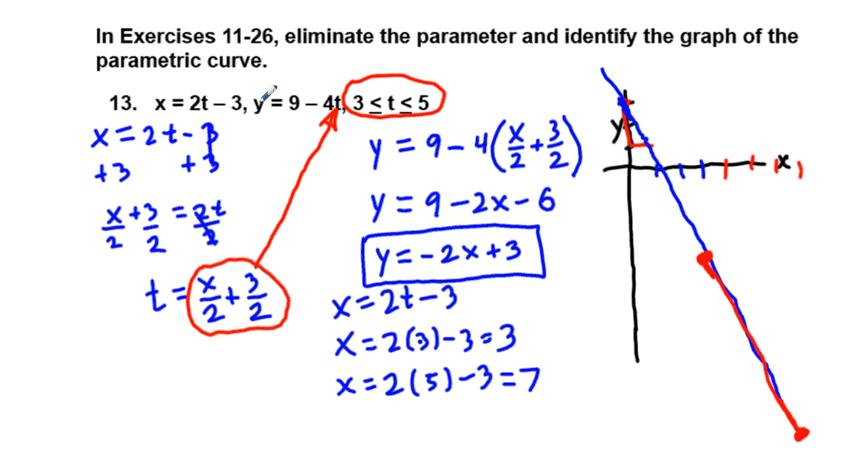 In Exercises 11-26, eliminate the parameter and identify the graph of the
parametric curve.
13. x = 2t – 3, y = 9 – 4t, 3 ≤ t ≤ 5
x = 2t - 3
+3 +3
x/2 + 3/2 = 2t/2
t = x/2 + 3/2
y = 9 - 4(x/2 + 3/2)
y = 9 - 2x - 6
y = -2x + 3
x = 2t - 3
x = 2(3) - 3 = 3
x = 2(5) - 3 = 7
y
x